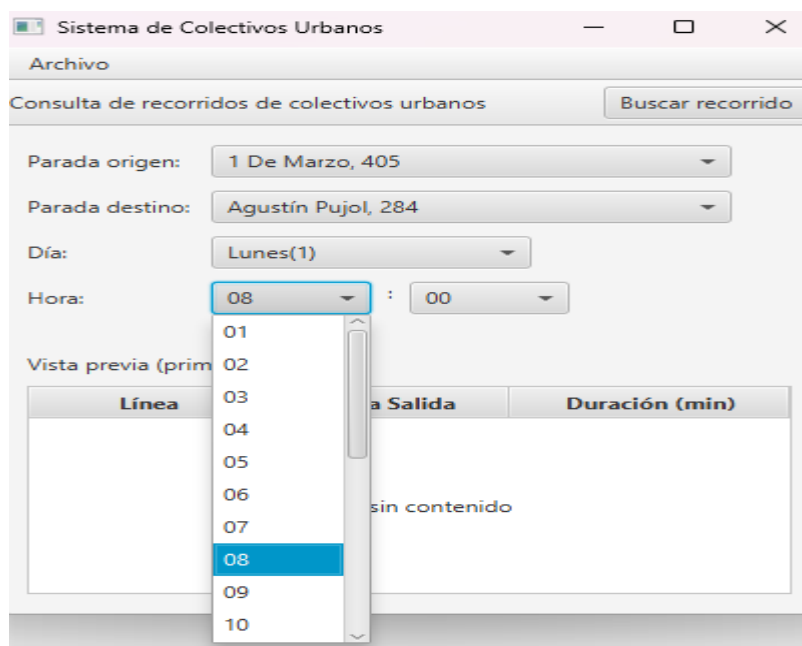 Sistema de Colectivos Urbanos
Archivo
Consulta de recorridos de colectivos urbanos Buscar recorrido
Parada origen: 1 De Marzo, 405
Parada destino: Agustín Pujol, 284
Día: Lunes(1)
Hora: 08 : 00
01
Vista previa (prim 02
03
Línea a Salida Duración (min)
04
05
06
sin contenido
07
08
09
10